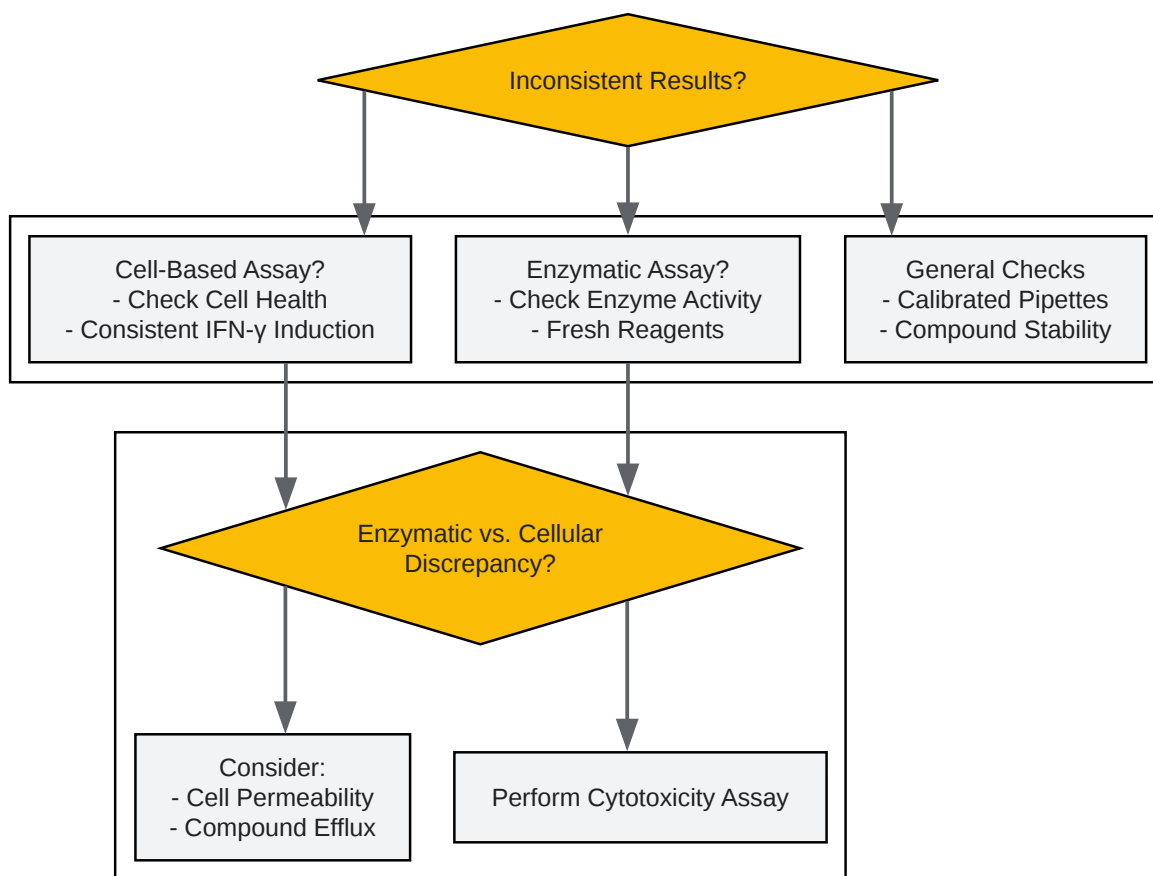 Inconsistent Results?
Cell-Based Assay?
- Check Cell Health
- Consistent IFN-γ Induction
Enzymatic Assay?
- Check Enzyme Activity
- Fresh Reagents
General Checks
- Calibrated Pipettes
- Compound Stability
Enzymatic vs. Cellular
Discrepancy?
Consider:
- Cell Permeability
- Compound Efflux
Perform Cytotoxicity Assay